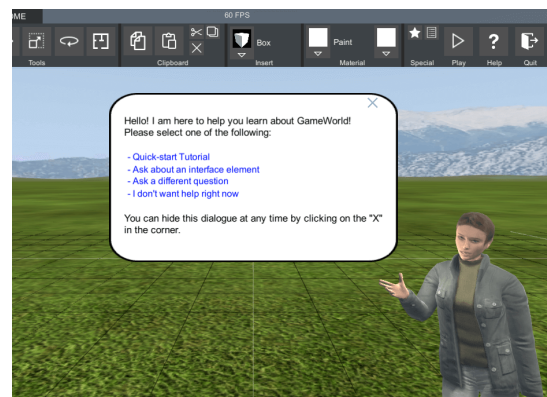 OME
60 FPS
Box
Paint
Tools
Clipboard
Insert
Material
Special
Play
?
Help
Quit
Hello! I am here to help you learn about GameWorld!
Please select one of the following:
- Quick-start Tutorial
- Ask about an interface element
- Ask a different question
- I don't want help right now
You can hide this dialogue at any time by clicking on the "X"
in the corner.